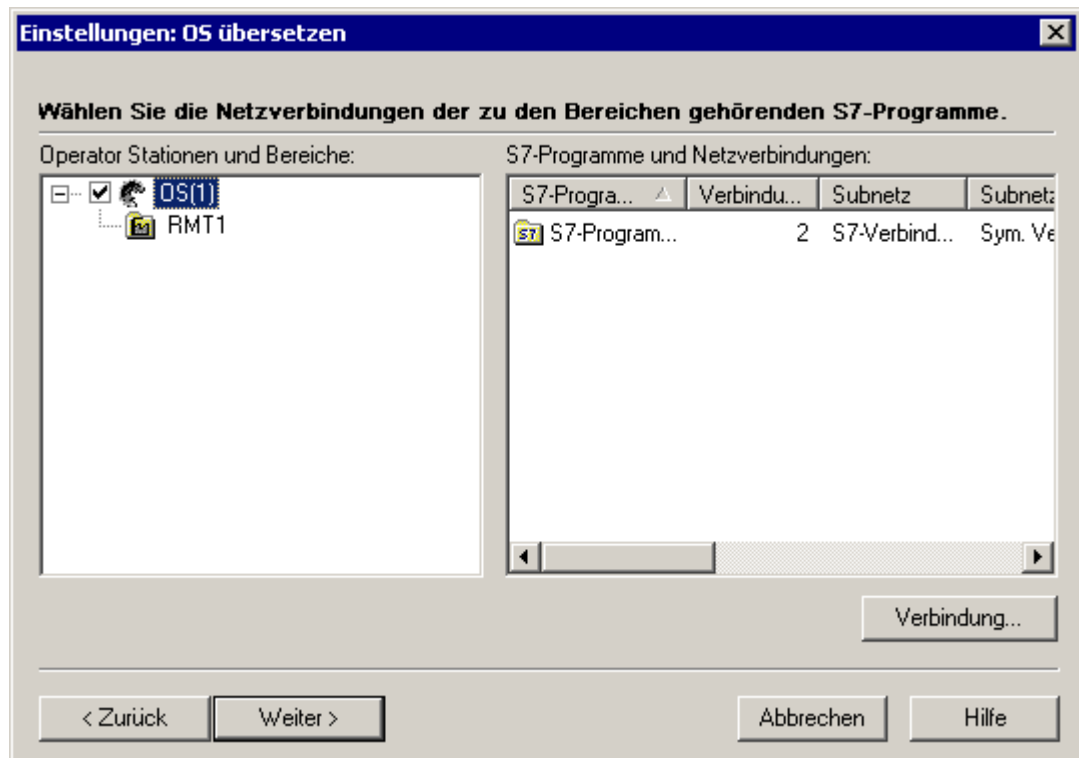 Einstellungen: OS übersetzen
Wählen Sie die Netzverbindungen der zu den Bereichen gehörenden S7-Programme.
Operator Stationen und Bereiche:
OS(1)
RMT1
S7-Programme und Netzverbindungen:
S7-Progra... Verbindu... Subnetz Subnetz
S7-Program... 2 S7-Verbind... Sym. Ve
Verbindung...
< Zurück Weiter > Abbrechen Hilfe